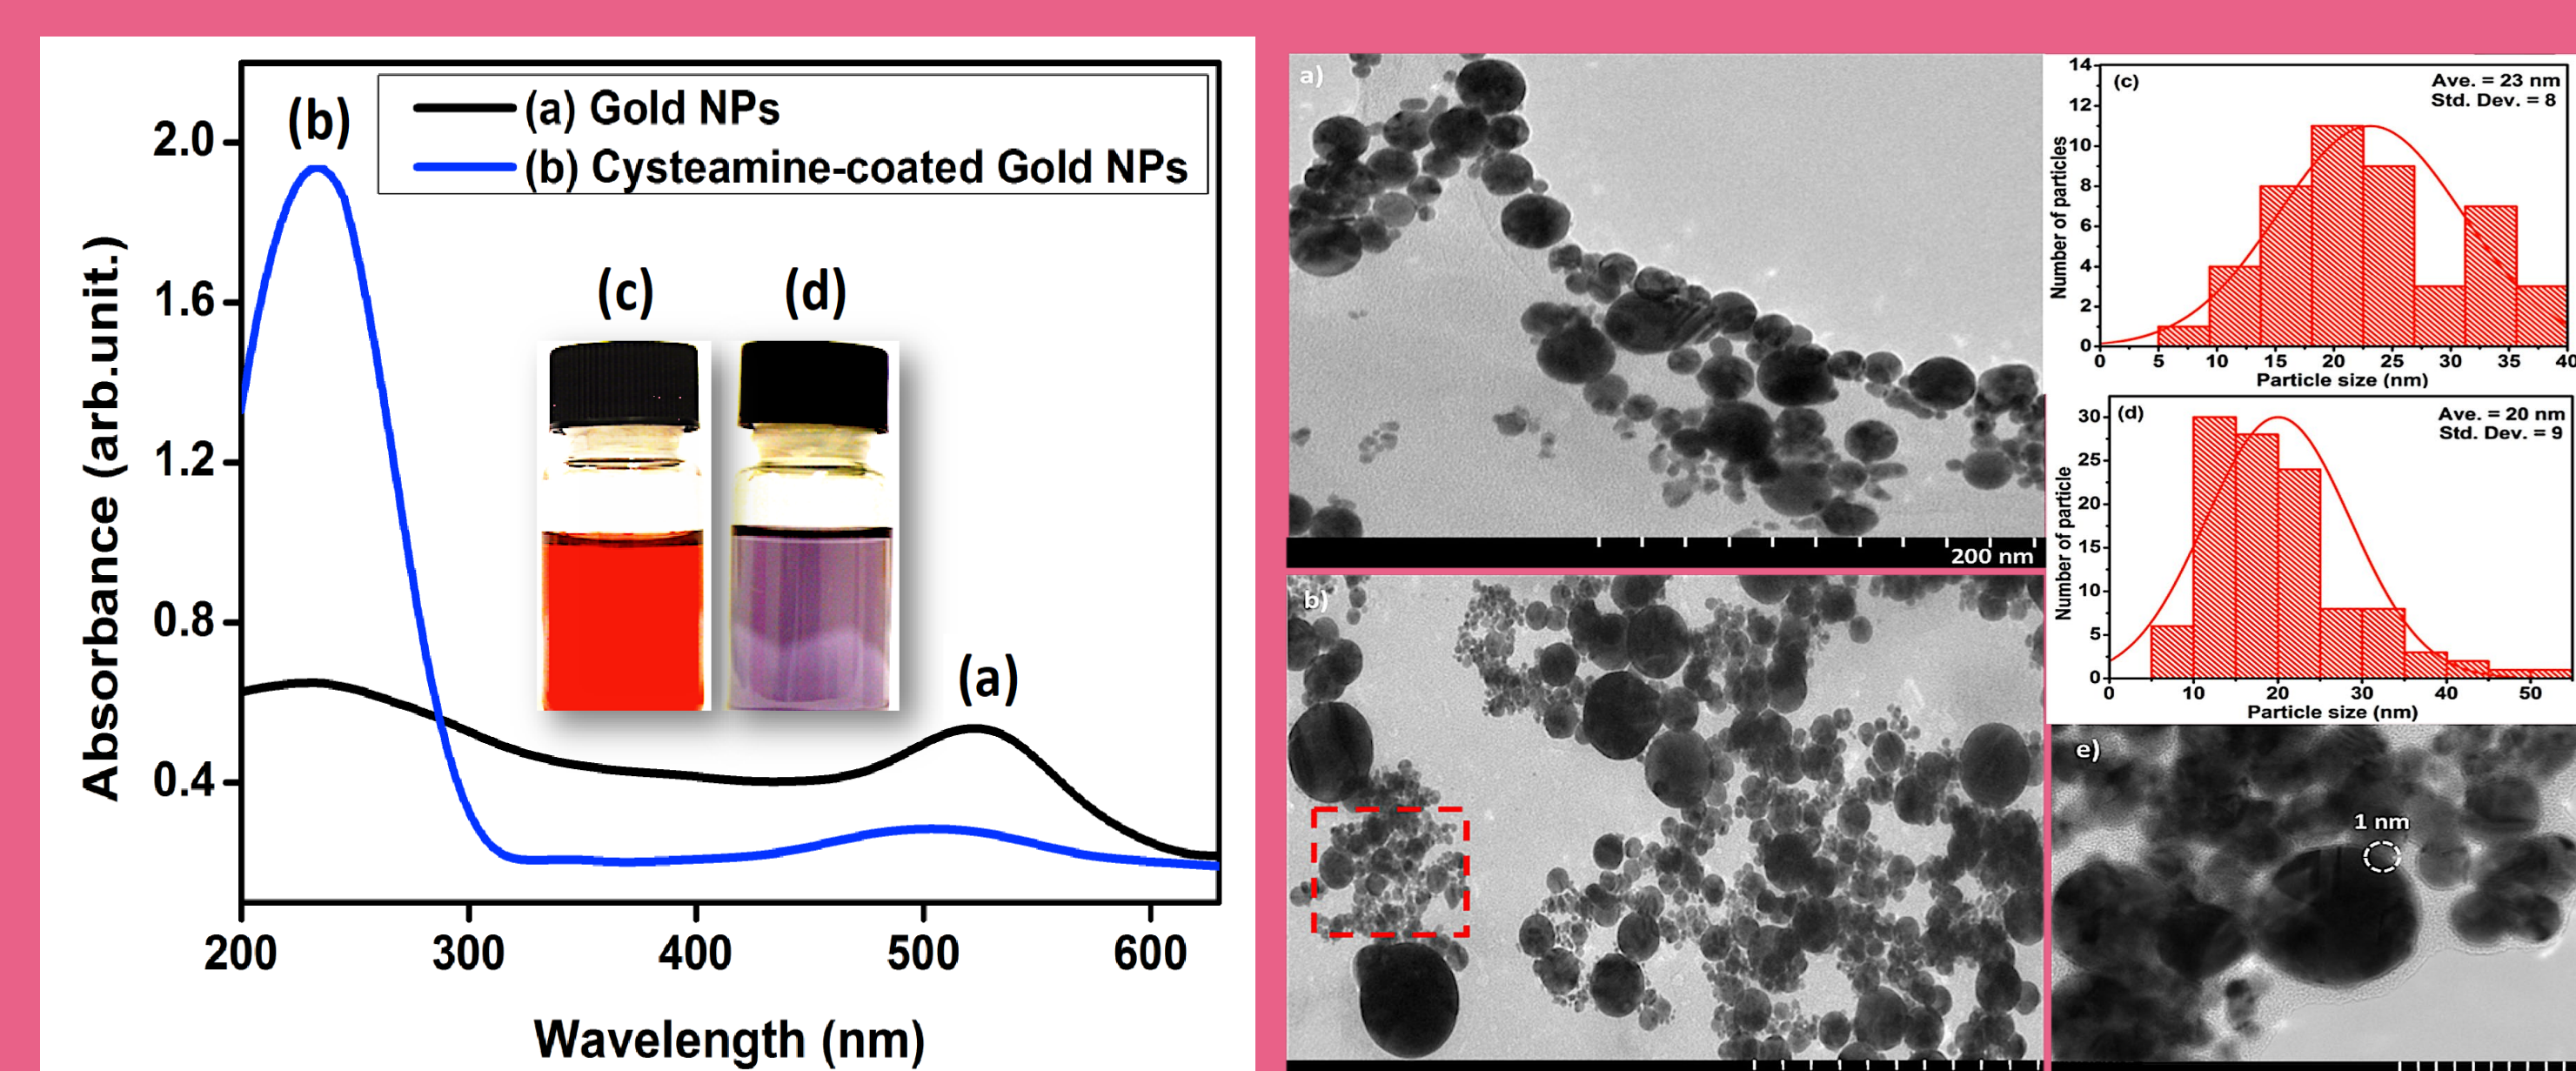 (a) Gold NPs
(b) Cysteamine-coated Gold NPs
(b)
(c)
(d)
(a)
2.0
1.6
1.2
0.8
0.4
Absorbance (arb.unit.)
200
300
400
500
600
Wavelength (nm)
a)
200 nm
b)
(c)
Ave. = 23 nm
Std. Dev. = 8
14
12
10
8
6
4
2
0
Number of particles
0
5
10
15
20
25
30
35
40
Particle size (nm)
(d)
Ave. = 20 nm
Std. Dev. = 9
30
25
20
15
10
5
0
Number of particle
0
10
20
30
40
50
Particle size (nm)
e)
1 nm